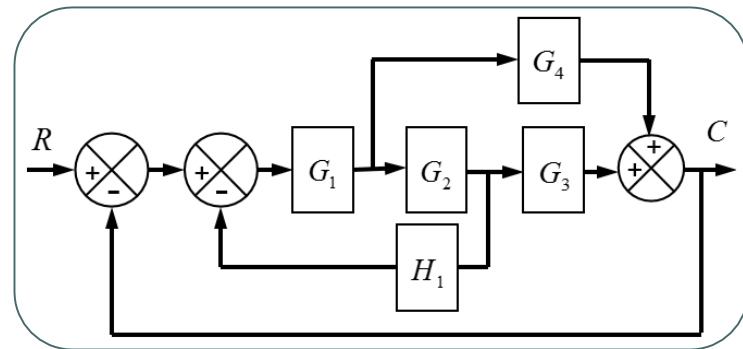 G₄
R
C
+
+
+
+
-
-
G₁
G₂
G₃
H₁